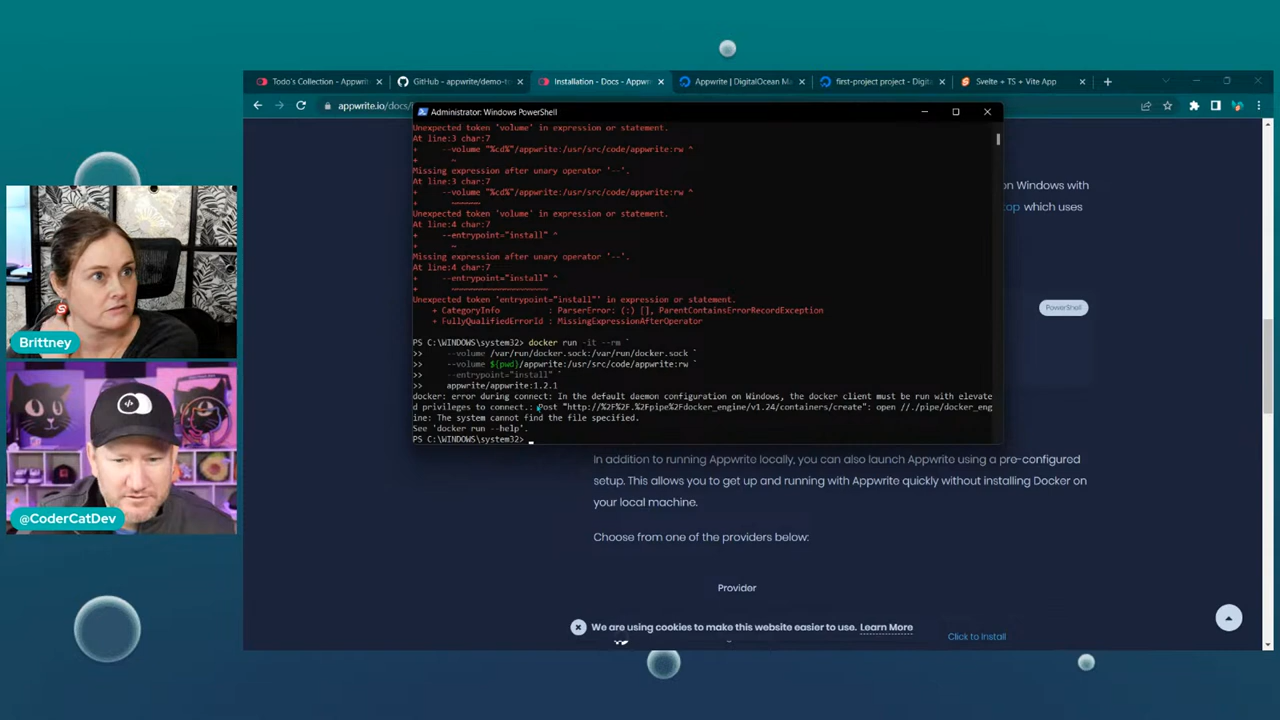 Todo's Collection - Appwrit
GitHub - appwrite/demo-to
Installation - Docs - Appwr
Appwrite | DigitalOcean M
first-project project - Digit
Svelte + TS + Vite App
appwrite.io/docs/i
Administrator: Windows PowerShell
Unexpected token 'volume' in expression or statement.
At line:3 char:7
+ --volume "%cd%"/appwrite:/usr/src/code/appwrite:rw ^
+ ~
Missing expression after unary operator '--'.
At line:3 char:7
+ --volume "%cd%"/appwrite:/usr/src/code/appwrite:rw ^
+ ~~~~~~
Unexpected token 'volume' in expression or statement.
At line:4 char:7
+ --entrypoint="install" ^
+ ~
Missing expression after unary operator '--'.
At line:4 char:7
+ --entrypoint="install" ^
+ ~~~~~~~~~~~~~~~~~~~~
Unexpected token 'entrypoint="install"' in expression or statement.
+ CategoryInfo : ParserError: (:) [], ParentContainsErrorRecordException
+ FullyQualifiedErrorId : MissingExpressionAfterOperator
PS C:\WINDOWS\system32> docker run -it --rm `
>> --volume /var/run/docker.sock:/var/run/docker.sock `
>> --volume ${pwd}/appwrite:/usr/src/code/appwrite:rw `
>> --entrypoint="install" `
>> appwrite/appwrite:1.2.1
docker: error during connect: In the default daemon configuration on Windows, the docker client must be run with elevate
d privileges to connect.: Post "http://%2F%2F.%2Fpipe%2Fdocker_engine/v1.24/containers/create": open //./pipe/docker_eng
ine: The system cannot find the file specified.
See 'docker run --help'.
PS C:\WINDOWS\system32>
on Windows with
top which uses
PowerShell
In addition to running Appwrite locally, you can also launch Appwrite using a pre-configured
setup. This allows you to get up and running with Appwrite quickly without installing Docker on
your local machine.
Choose from one of the providers below:
Provider
We are using cookies to make this website easier to use. Learn More
Click to Install
Brittney
@CoderCatDev